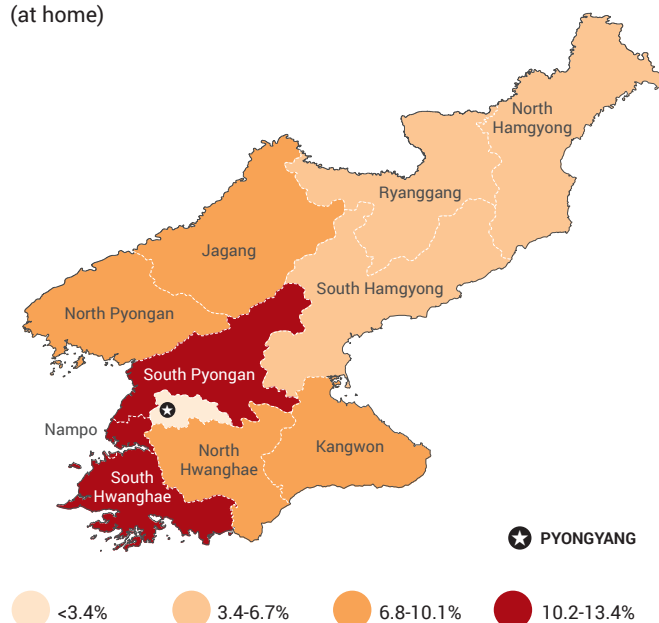 (at home)
North
Hamgyong
Ryanggang
Jagang
South Hamgyong
North Pyongan
South Pyongan
Nampo
North
Hwanghae
Kangwon
South
Hwanghae
PYONGYANG
<3.4%
3.4-6.7%
6.8-10.1%
10.2-13.4%